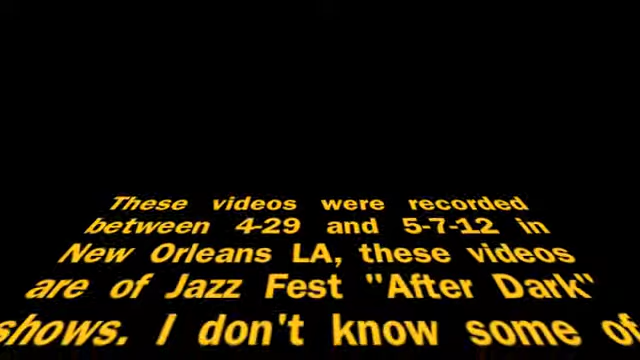 These videos were recorded
between 4-29 and 5-7-12 in
New Orleans LA, these videos
are of Jazz Fest "After Dark"
shows. I don't know some of